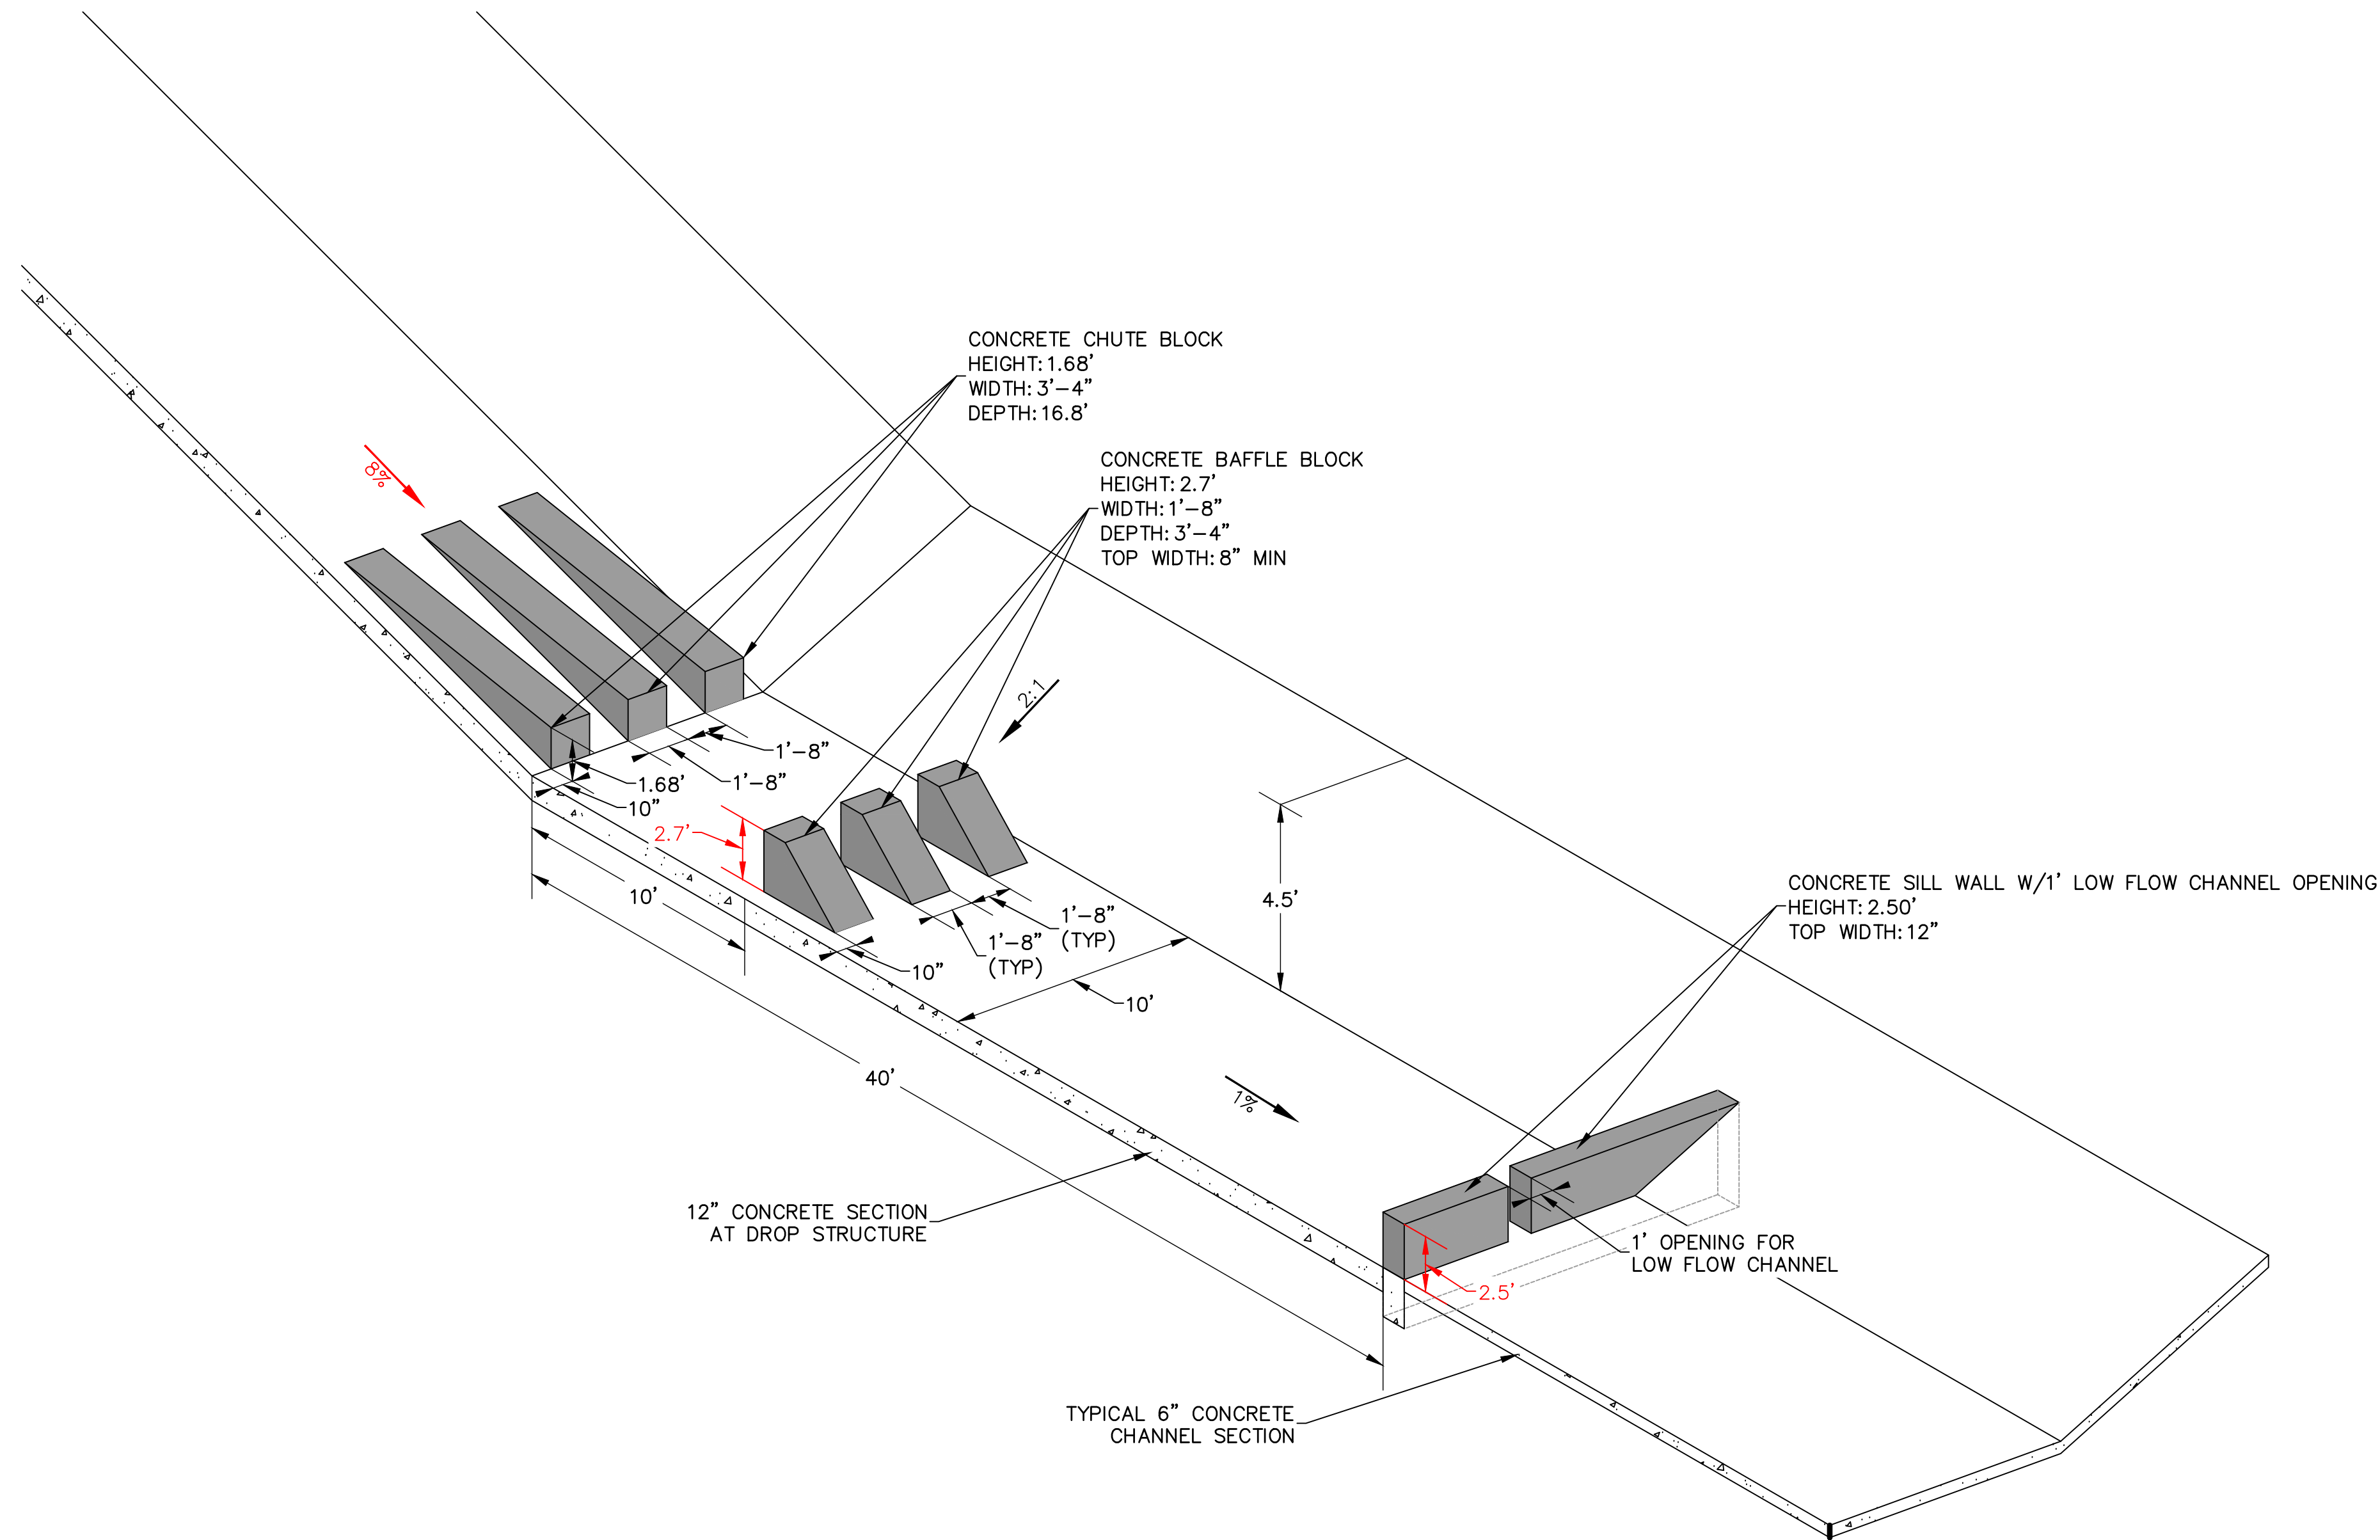 CONCRETE CHUTE BLOCK
HEIGHT: 1.68'
WIDTH: 3'-4"
DEPTH: 16.8'
8%
CONCRETE BAFFLE BLOCK
HEIGHT: 2.7'
WIDTH: 1'-8"
DEPTH: 3'-4"
TOP WIDTH: 8" MIN
2:1
1'-8"
1'-8"
1.68'
10"
2.7'
10'
4.5'
CONCRETE SILL WALL W/1' LOW FLOW CHANNEL OPENING
HEIGHT: 2.50'
TOP WIDTH: 12"
1'-8"
(TYP)
1'-8"
(TYP)
10"
10'
40'
1%
12" CONCRETE SECTION
AT DROP STRUCTURE
1' OPENING FOR
LOW FLOW CHANNEL
2.5'
TYPICAL 6" CONCRETE
CHANNEL SECTION